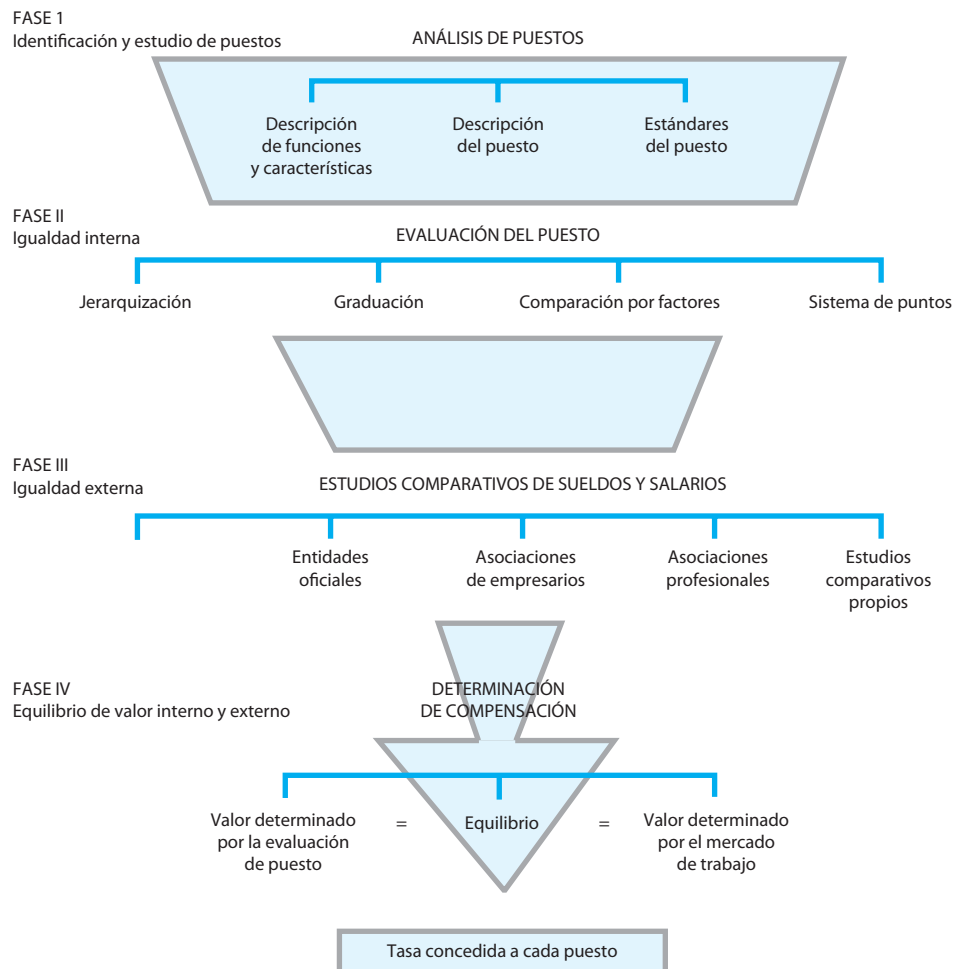 FASE 1
Identificación y estudio de puestos
ANÁLISIS DE PUESTOS
Descripción
de funciones
y características
Descripción
del puesto
Estándares
del puesto
FASE II
Igualdad interna
EVALUACIÓN DEL PUESTO
Jerarquización
Graduación
Comparación por factores
Sistema de puntos
FASE III
Igualdad externa
ESTUDIOS COMPARATIVOS DE SUELDOS Y SALARIOS
Entidades
oficiales
Asociaciones
de empresarios
Asociaciones
profesionales
Estudios
comparativos
propios
FASE IV
Equilibrio de valor interno y externo
DETERMINACIÓN
DE COMPENSACIÓN
Valor determinado
por la evaluación
de puesto
=
Equilibrio
=
Valor determinado
por el mercado
de trabajo
Tasa concedida a cada puesto